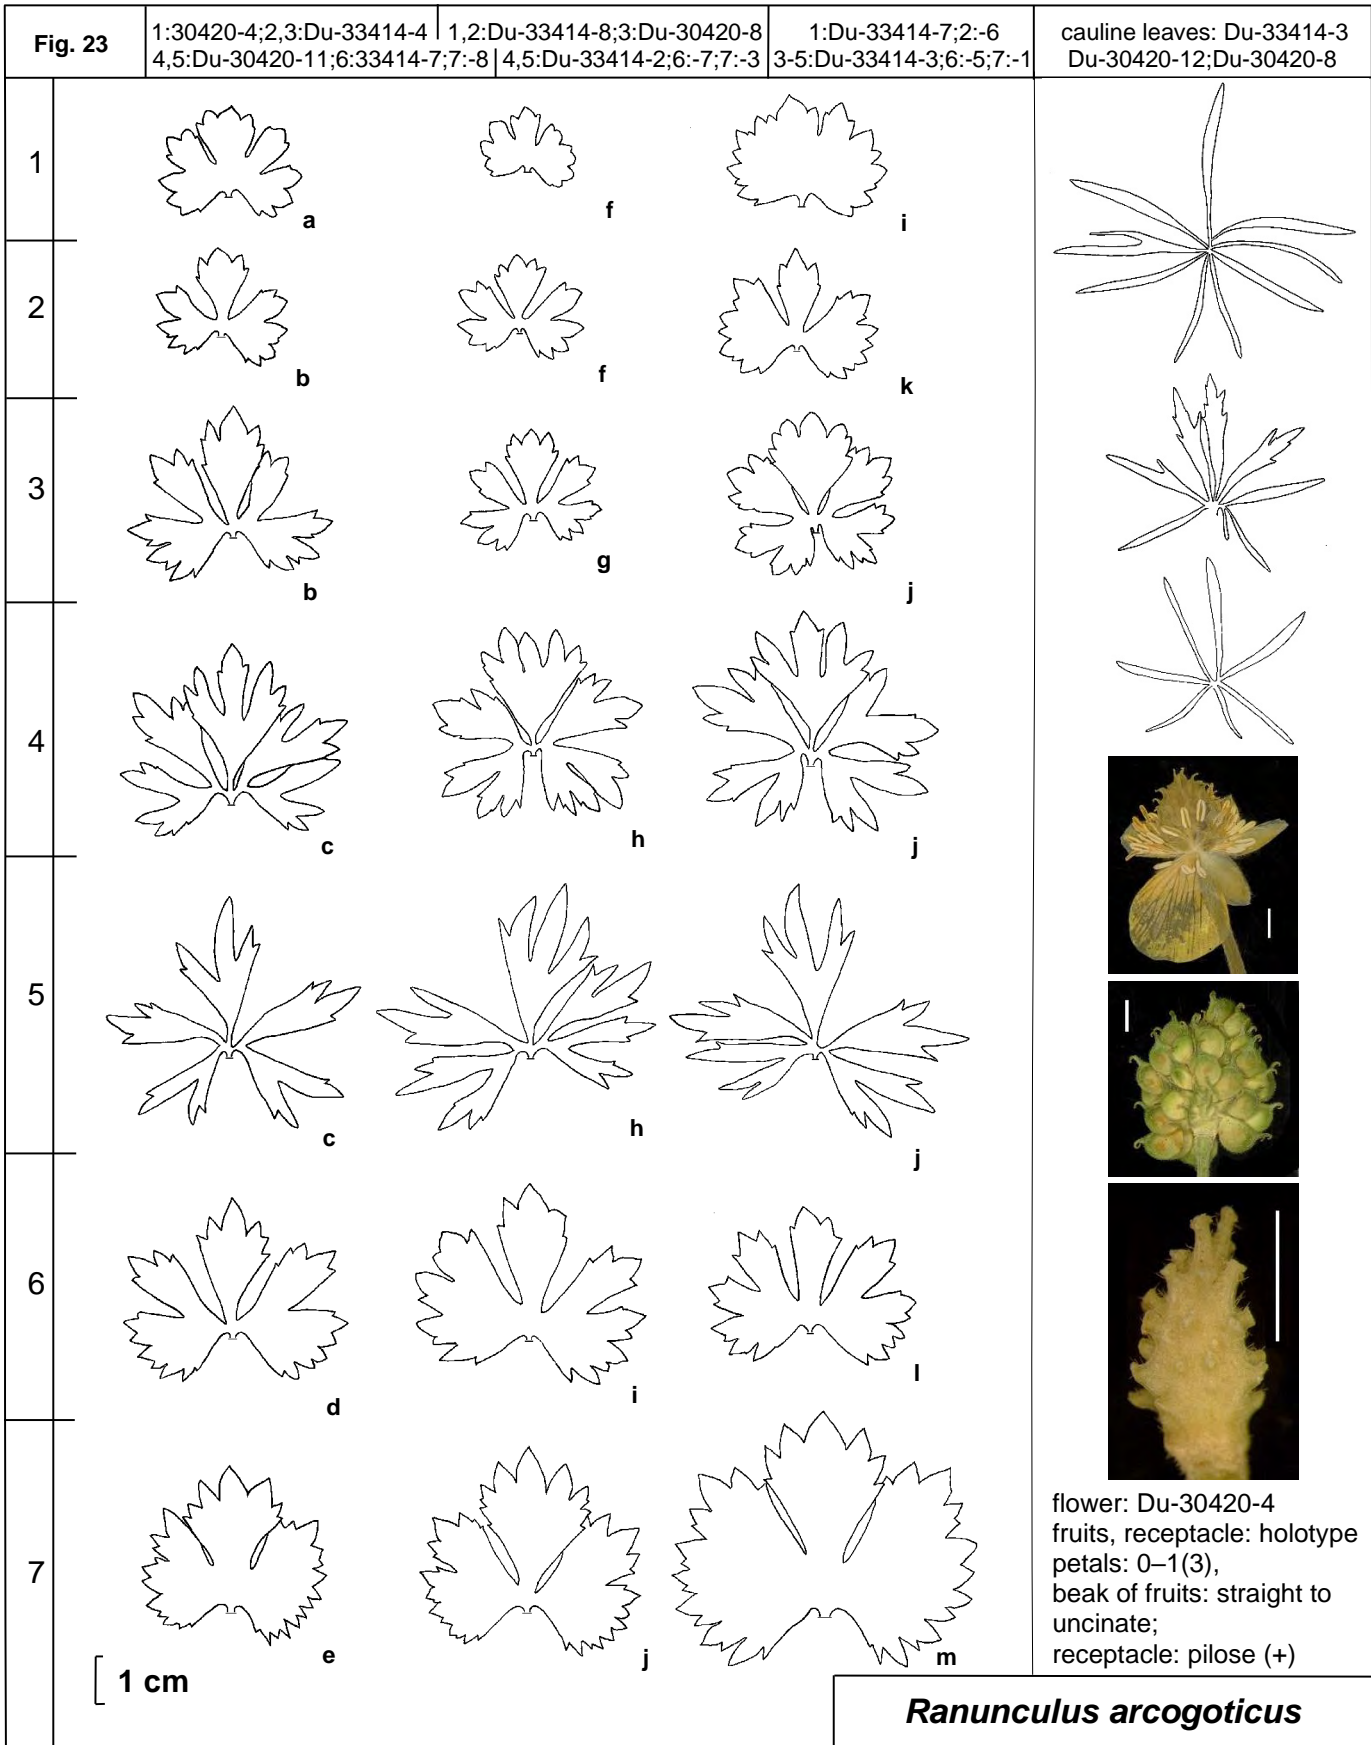 Fig. 23
1:30420-4;2,3:Du-33414-4
4,5:Du-30420-11;6:33414-7;7:-8
1,2:Du-33414-8;3:Du-30420-8
4,5:Du-33414-2;6:-7;7:-3
1:Du-33414-7;2:-6
3-5:Du-33414-3;6:-5;7:-1
cauline leaves: Du-33414-3
Du-30420-12;Du-30420-8
1
a
f
i
2
b
f
k
3
b
g
j
4
c
h
j
5
c
h
j
6
d
i
l
7
e
j
m
1 cm
flower: Du-30420-4
fruits, receptacle: holotype
petals: 0–1(3),
beak of fruits: straight to
uncinate;
receptacle: pilose (+)
Ranunculus arcogoticus